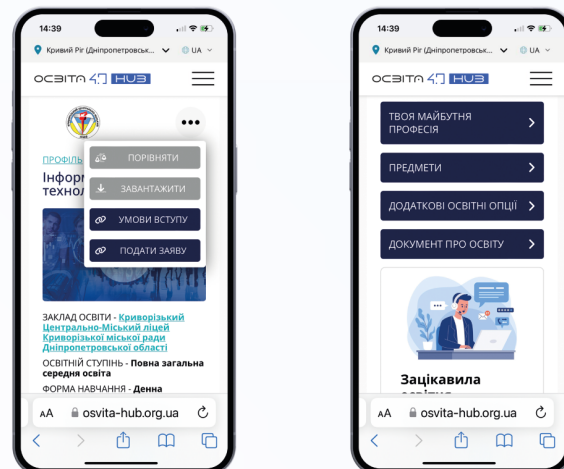 14:39
Кривий Ріг (Дніпропетровськ...
UA
ОСВІТА 4.0 HUB
ПРОФІЛЬ
ПОРІВНЯТИ
ЗАВАНТАЖИТИ
УМОВИ ВСТУПУ
ПОДАТИ ЗАЯВУ
Інфор
технол
ЗАКЛАД ОСВІТИ - Криворізький
Центрально-Міський ліцей
Криворізької міської ради
Дніпропетровської області
ОСВІТНІЙ СТУПІНЬ - Повна загальна
середня освіта
ФОРМА НАВЧАННЯ - Денна
AA osvita-hub.org.ua
14:39
Кривий Ріг (Дніпропетровськ...
UA
ОСВІТА 4.0 HUB
ТВОЯ МАЙБУТНЯ
ПРОФЕСІЯ
ПРЕДМЕТИ
ДОДАТКОВІ ОСВІТНІ ОПЦІЇ
ДОКУМЕНТ ПРО ОСВІТУ
Зацікавила
AA osvita-hub.org.ua